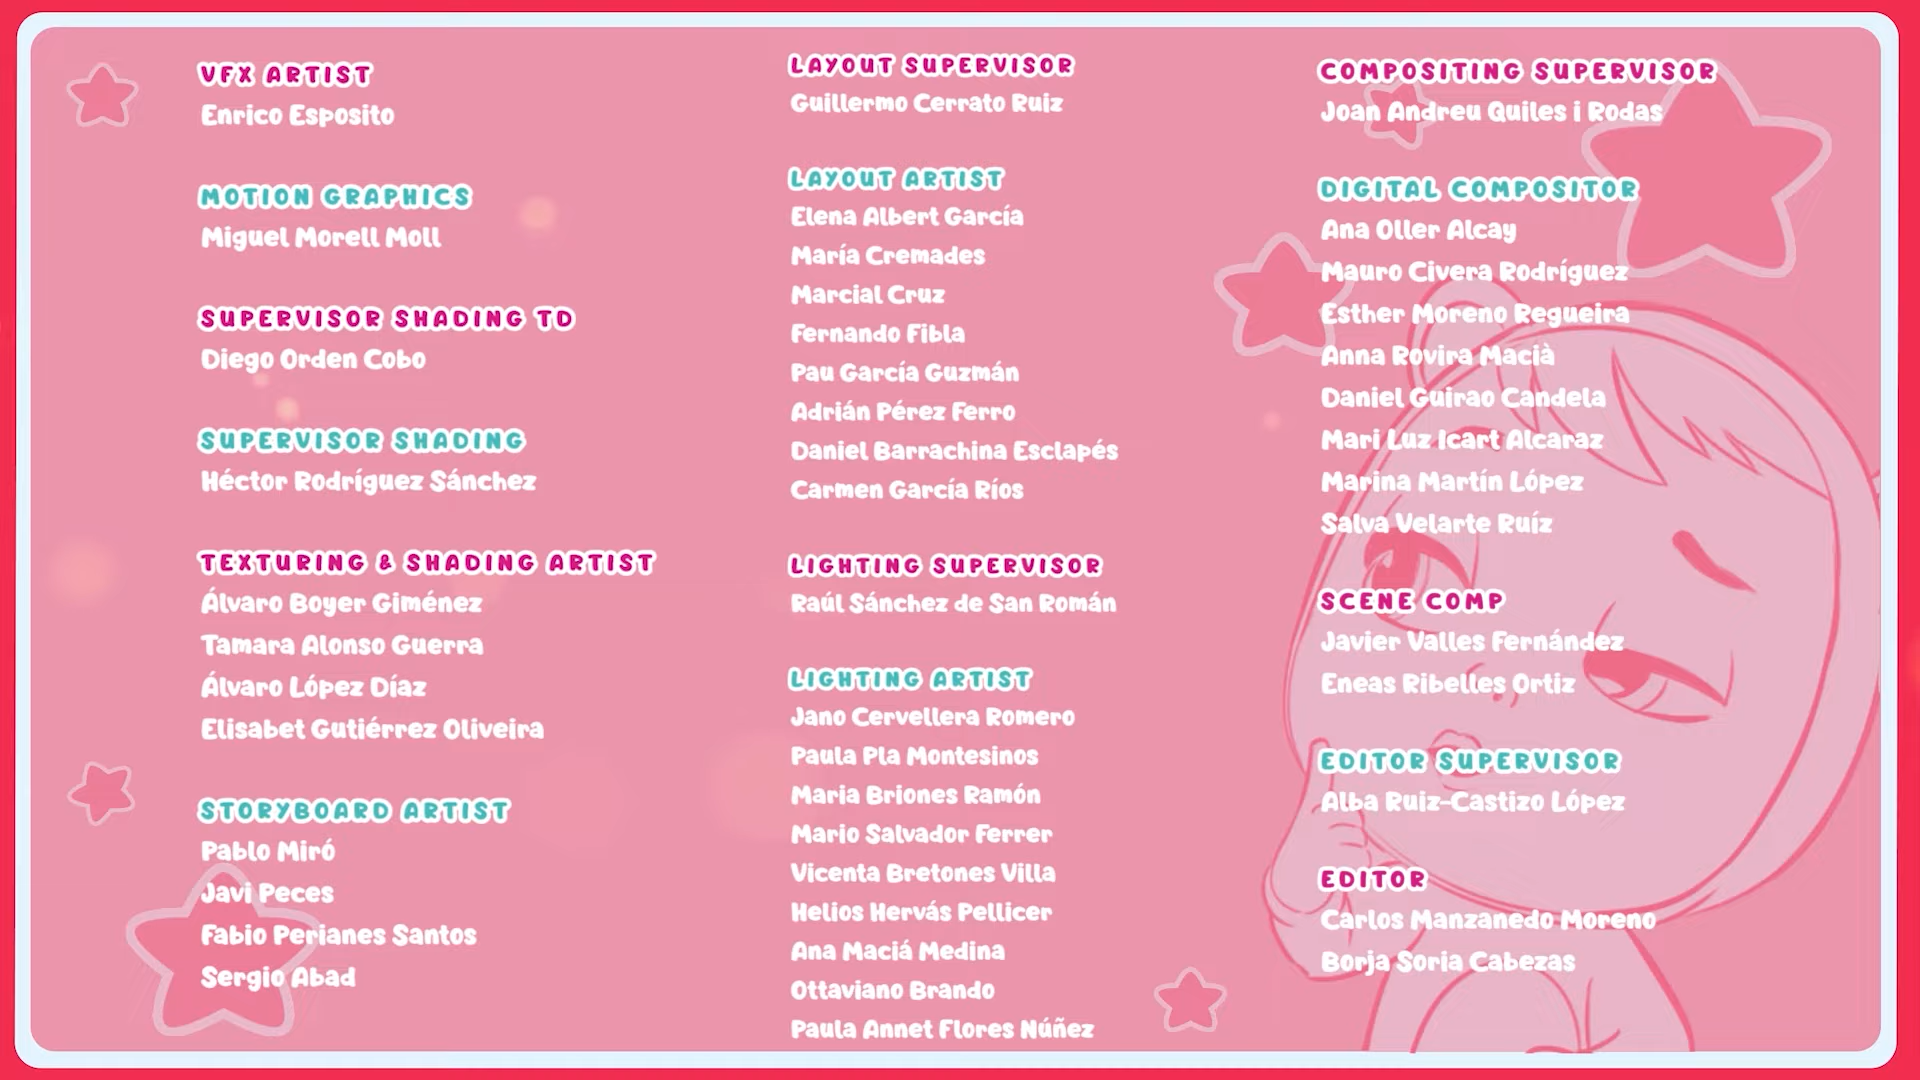 VFX ARTIST
Enrico Esposito
MOTION GRAPHICS
Miguel Morell Moll
SUPERVISOR SHADING TD
Diego Orden Cobo
SUPERVISOR SHADING
Héctor Rodríguez Sánchez
TEXTURING & SHADING ARTIST
Álvaro Boyer Giménez
Tamara Alonso Guerra
Álvaro López Díaz
Elisabet Gutiérrez Oliveira
STORYBOARD ARTIST
Pablo Miró
Javi Peces
Fabio Perianes Santos
Sergio Abad
LAYOUT SUPERVISOR
Guillermo Cerrato Ruiz
LAYOUT ARTIST
Elena Albert García
María Cremades
Marcial Cruz
Fernando Fibla
Pau García Guzmán
Adrián Pérez Ferro
Daniel Barrachina Esclapés
Carmen García Ríos
LIGHTING SUPERVISOR
Raúl Sánchez de San Román
LIGHTING ARTIST
Jano Cervellera Romero
Paula Pla Montesinos
Maria Briones Ramón
Mario Salvador Ferrer
Vicenta Bretones Villa
Helios Hervás Pellicer
Ana Maciá Medina
Ottaviano Brando
Paula Annet Flores Núñez
COMPOSITING SUPERVISOR
Joan Andreu Quiles i Rodas
DIGITAL COMPOSITOR
Ana Oller Alcay
Mauro Civera Rodríguez
Esther Moreno Regueira
Anna Rovira Macià
Daniel Guirao Candela
Mari Luz Icart Alcaraz
Marina Martín López
Salva Velarte Ruíz
SCENE COMP
Javier Valles Fernández
Eneas Ribelles Ortiz
EDITOR SUPERVISOR
Alba Ruiz-Castizo López
EDITOR
Carlos Manzanedo Moreno
Borja Soria Cabezas